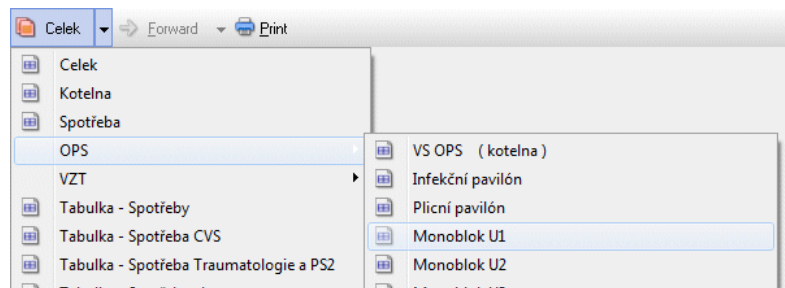 Celek Forward Print
Celek
Kotelna
Spotřeba
OPS
VZT
Tabulka - Spotřeby
Tabulka - Spotřeba CVS
Tabulka - Spotřeba Traumatologie a PS2
VS OPS ( kotelna )
Infekční pavilón
Plicní pavilón
Monoblok U1
Monoblok U2